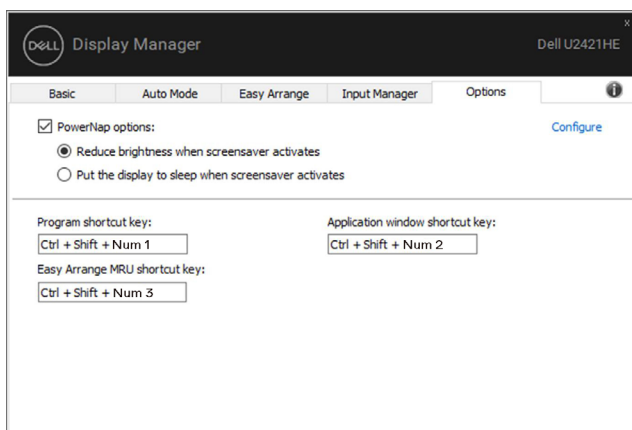 x
DELL Display Manager
Dell U2421HE
Basic Auto Mode Easy Arrange Input Manager Options i
PowerNap options:
Configure
Reduce brightness when screensaver activates
Put the display to sleep when screensaver activates
Program shortcut key:
Application window shortcut key:
Ctrl + Shift + Num 1
Ctrl + Shift + Num 2
Easy Arrange MRU shortcut key:
Ctrl + Shift + Num 3